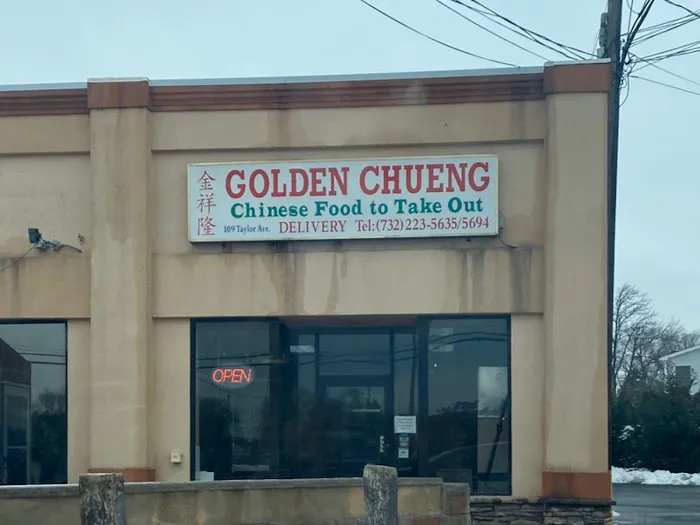 金祥隆
GOLDEN CHUENG
Chinese Food to Take Out
109 Taylor Ave. DELIVERY Tel:(732)223-5635/5694
OPEN